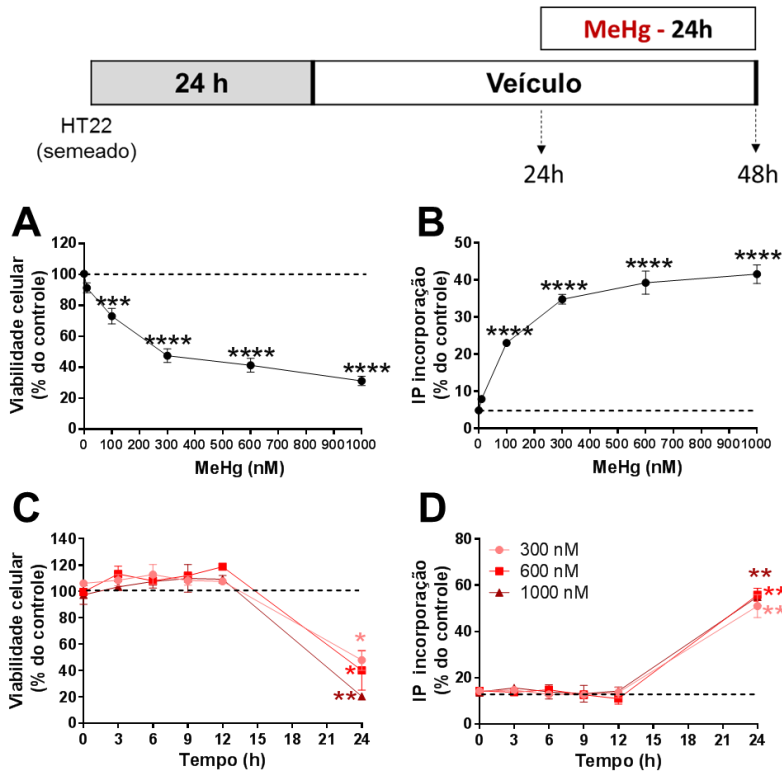 MeHg - 24h
24 h
Veículo
HT22
(semeado)
24h
48h
A
Viabilidade celular
(% do controle)
120
100
80
60
40
20
0
***
****
****
****
0
100 200 300 400 500 600 700 800 900 1000
MeHg (nM)
B
IP incorporação
(% do controle)
50
40
30
20
10
0
****
****
****
****
0
100 200 300 400 500 600 700 800 900 1000
MeHg (nM)
C
Viabilidade celular
(% do controle)
140
120
100
80
60
40
20
0
*
*
**
0 3 6 9 12 15 18 21 24
Tempo (h)
D
IP incorporação
(% do controle)
80
60
40
20
0
300 nM
600 nM
1000 nM
**
**
**
0 3 6 9 12 15 18 21 24
Tempo (h)